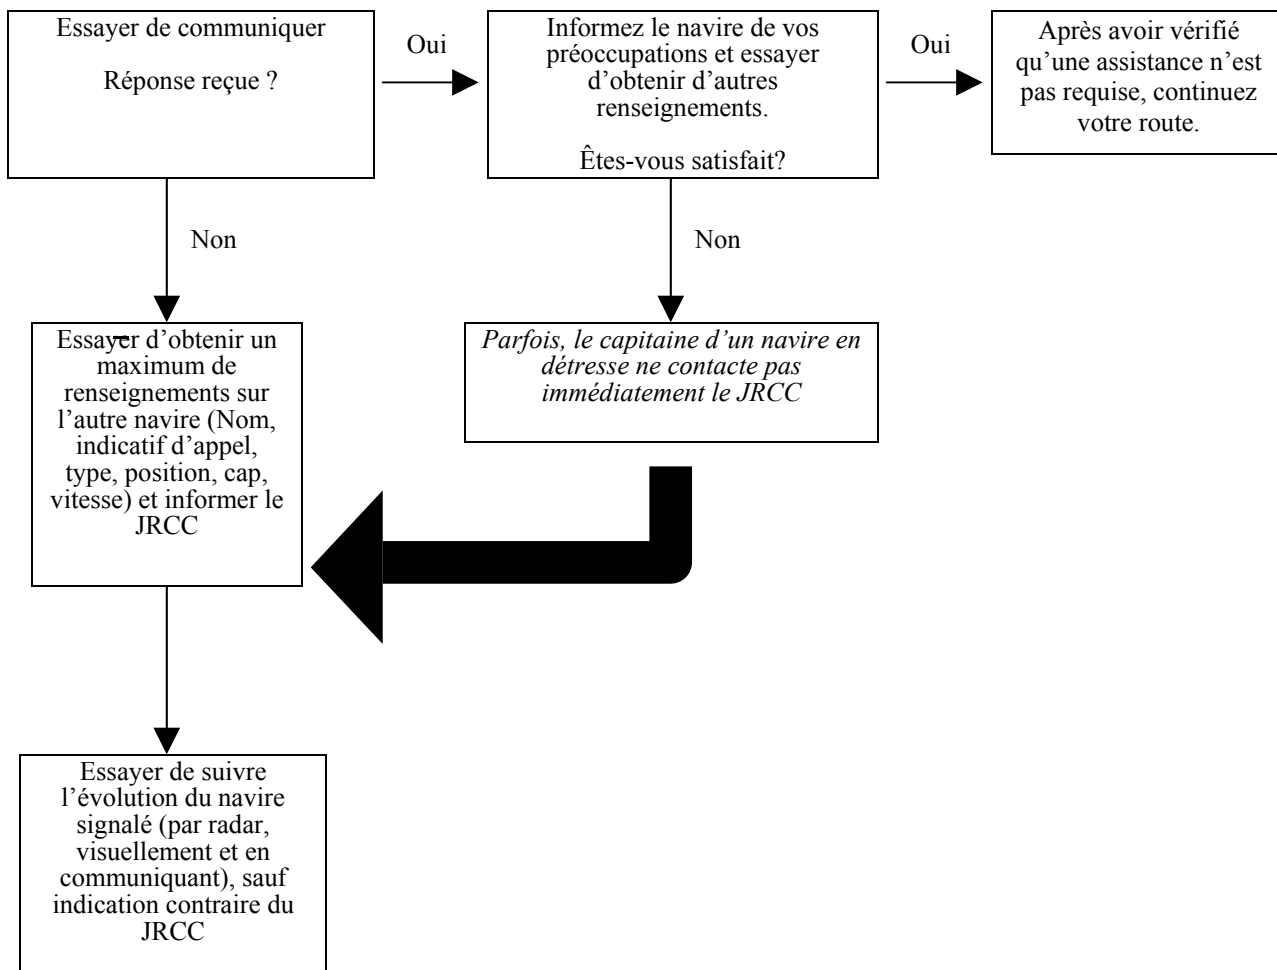 Essayer de communiquer
Réponse reçue ?
Oui
Informez le navire de vos
préoccupations et essayer
d’obtenir d’autres
renseignements.
Êtes-vous satisfait?
Oui
Après avoir vérifié
qu’une assistance n’est
pas requise, continuez
votre route.
Non
Non
Essayer d’obtenir un
maximum de
renseignements sur
l’autre navire (Nom,
indicatif d’appel,
type, position, cap,
vitesse) et informer le
JRCC
Parfois, le capitaine d’un navire en
détresse ne contacte pas
immédiatement le JRCC
Essayer de suivre
l’évolution du navire
signalé (par radar,
visuellement et en
communiquant), sauf
indication contraire du
JRCC